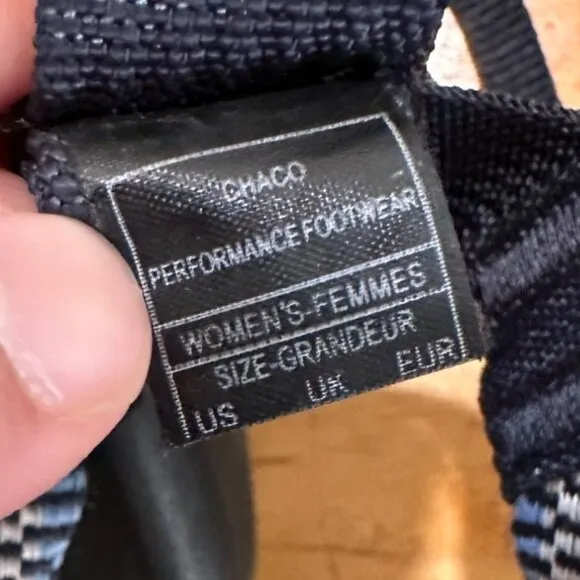 CHACO
PERFORMANCE FOOTWEAR
WOMEN'S-FEMMES
SIZE-GRANDEUR
US UK EUR